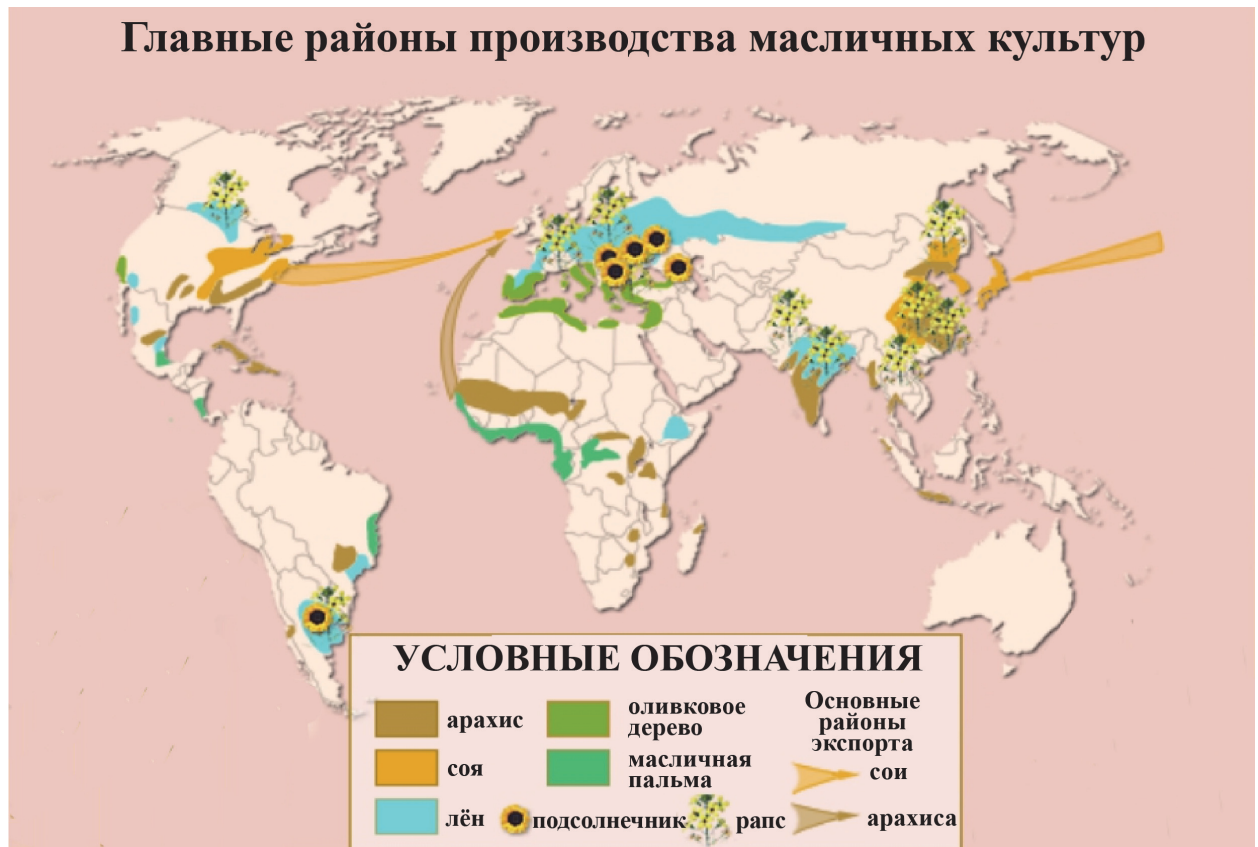 Главные районы производства масличных культур
УСЛОВНЫЕ ОБОЗНАЧЕНИЯ
арахис
соя
лён
оливковое
дерево
масличная
пальма
подсолнечник
рапс
Основные
районы
экспорта
сои
арахиса